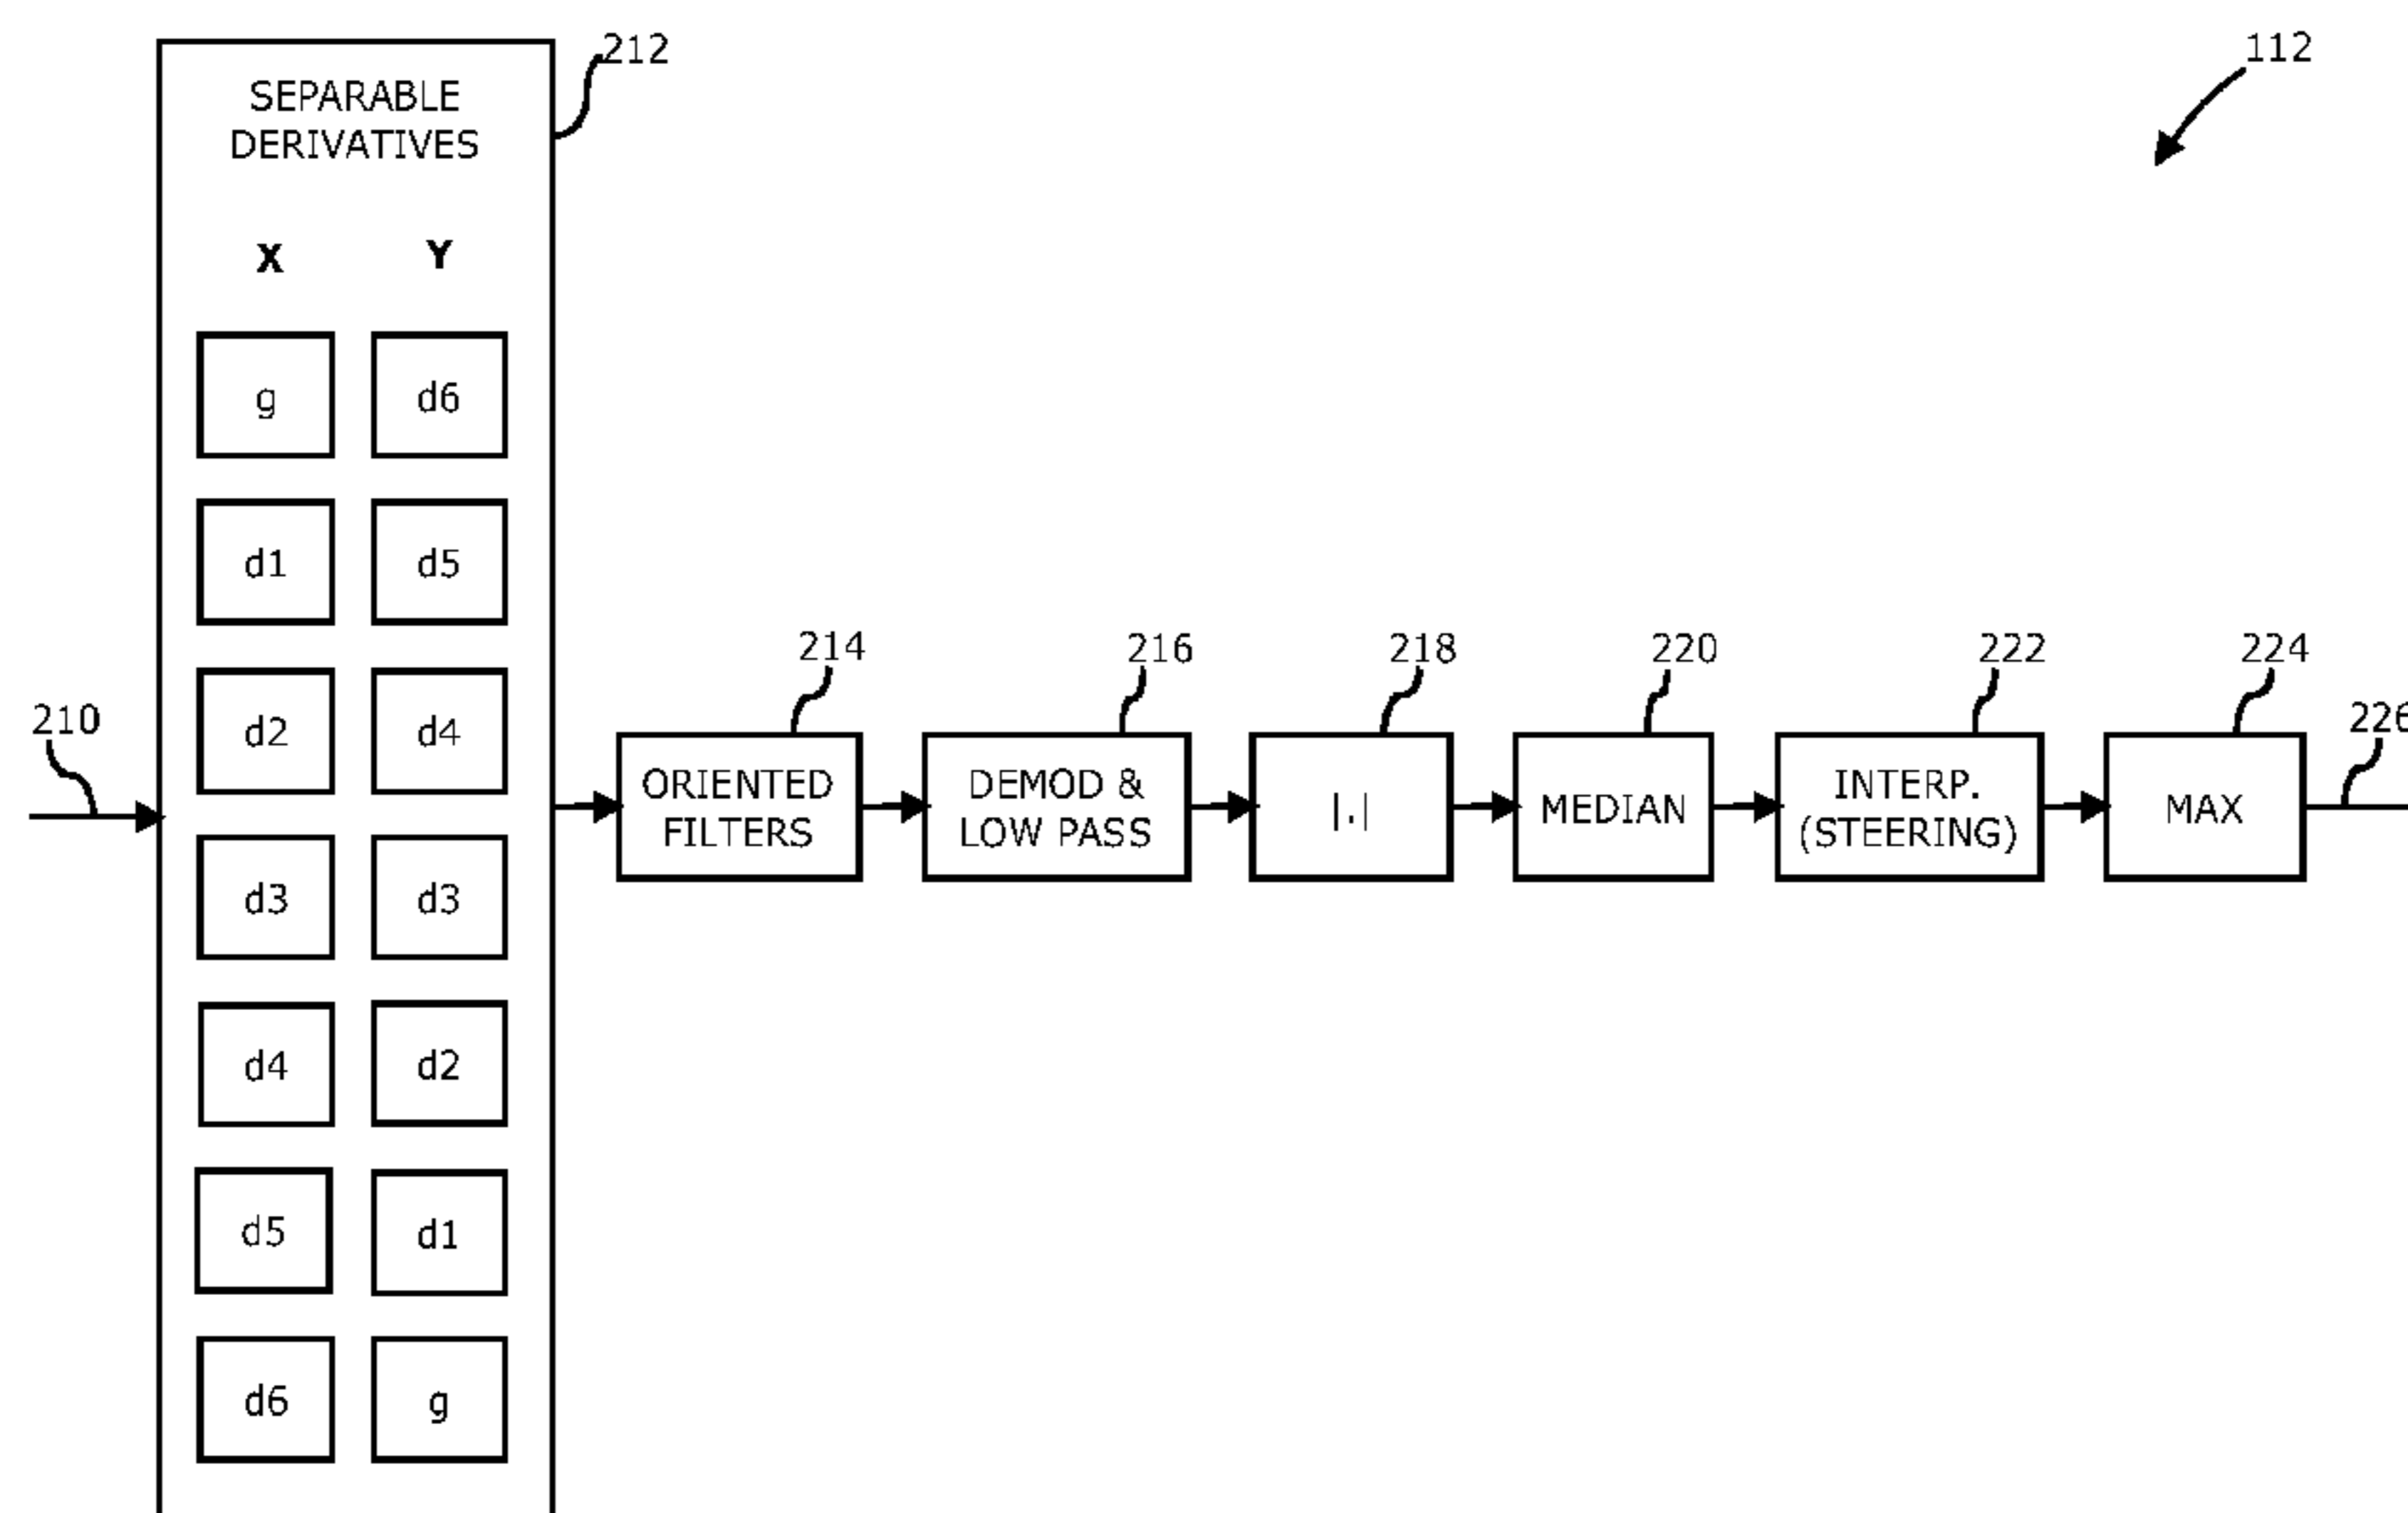 212
112
SEPARABLE
DERIVATIVES
X Y
g d6
d1 d5
d2 d4
d3 d3
d4 d2
d5 d1
d6 g
210
214
216
218
220
222
224
226
ORIENTED
FILTERS
DEMOD &
LOW PASS
|.|
MEDIAN
INTERP.
(STEERING)
MAX